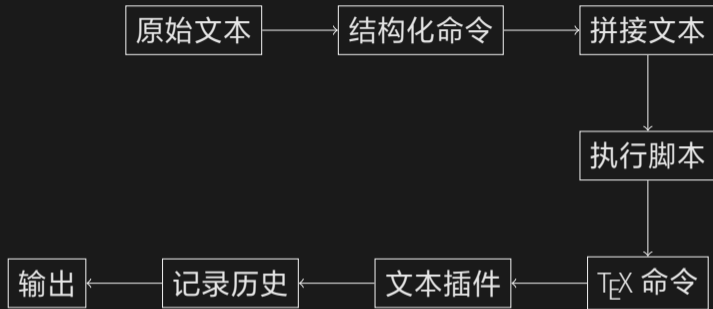 原始文本
结构化命令
拼接文本
执行脚本
TEX 命令
文本插件
记录历史
输出